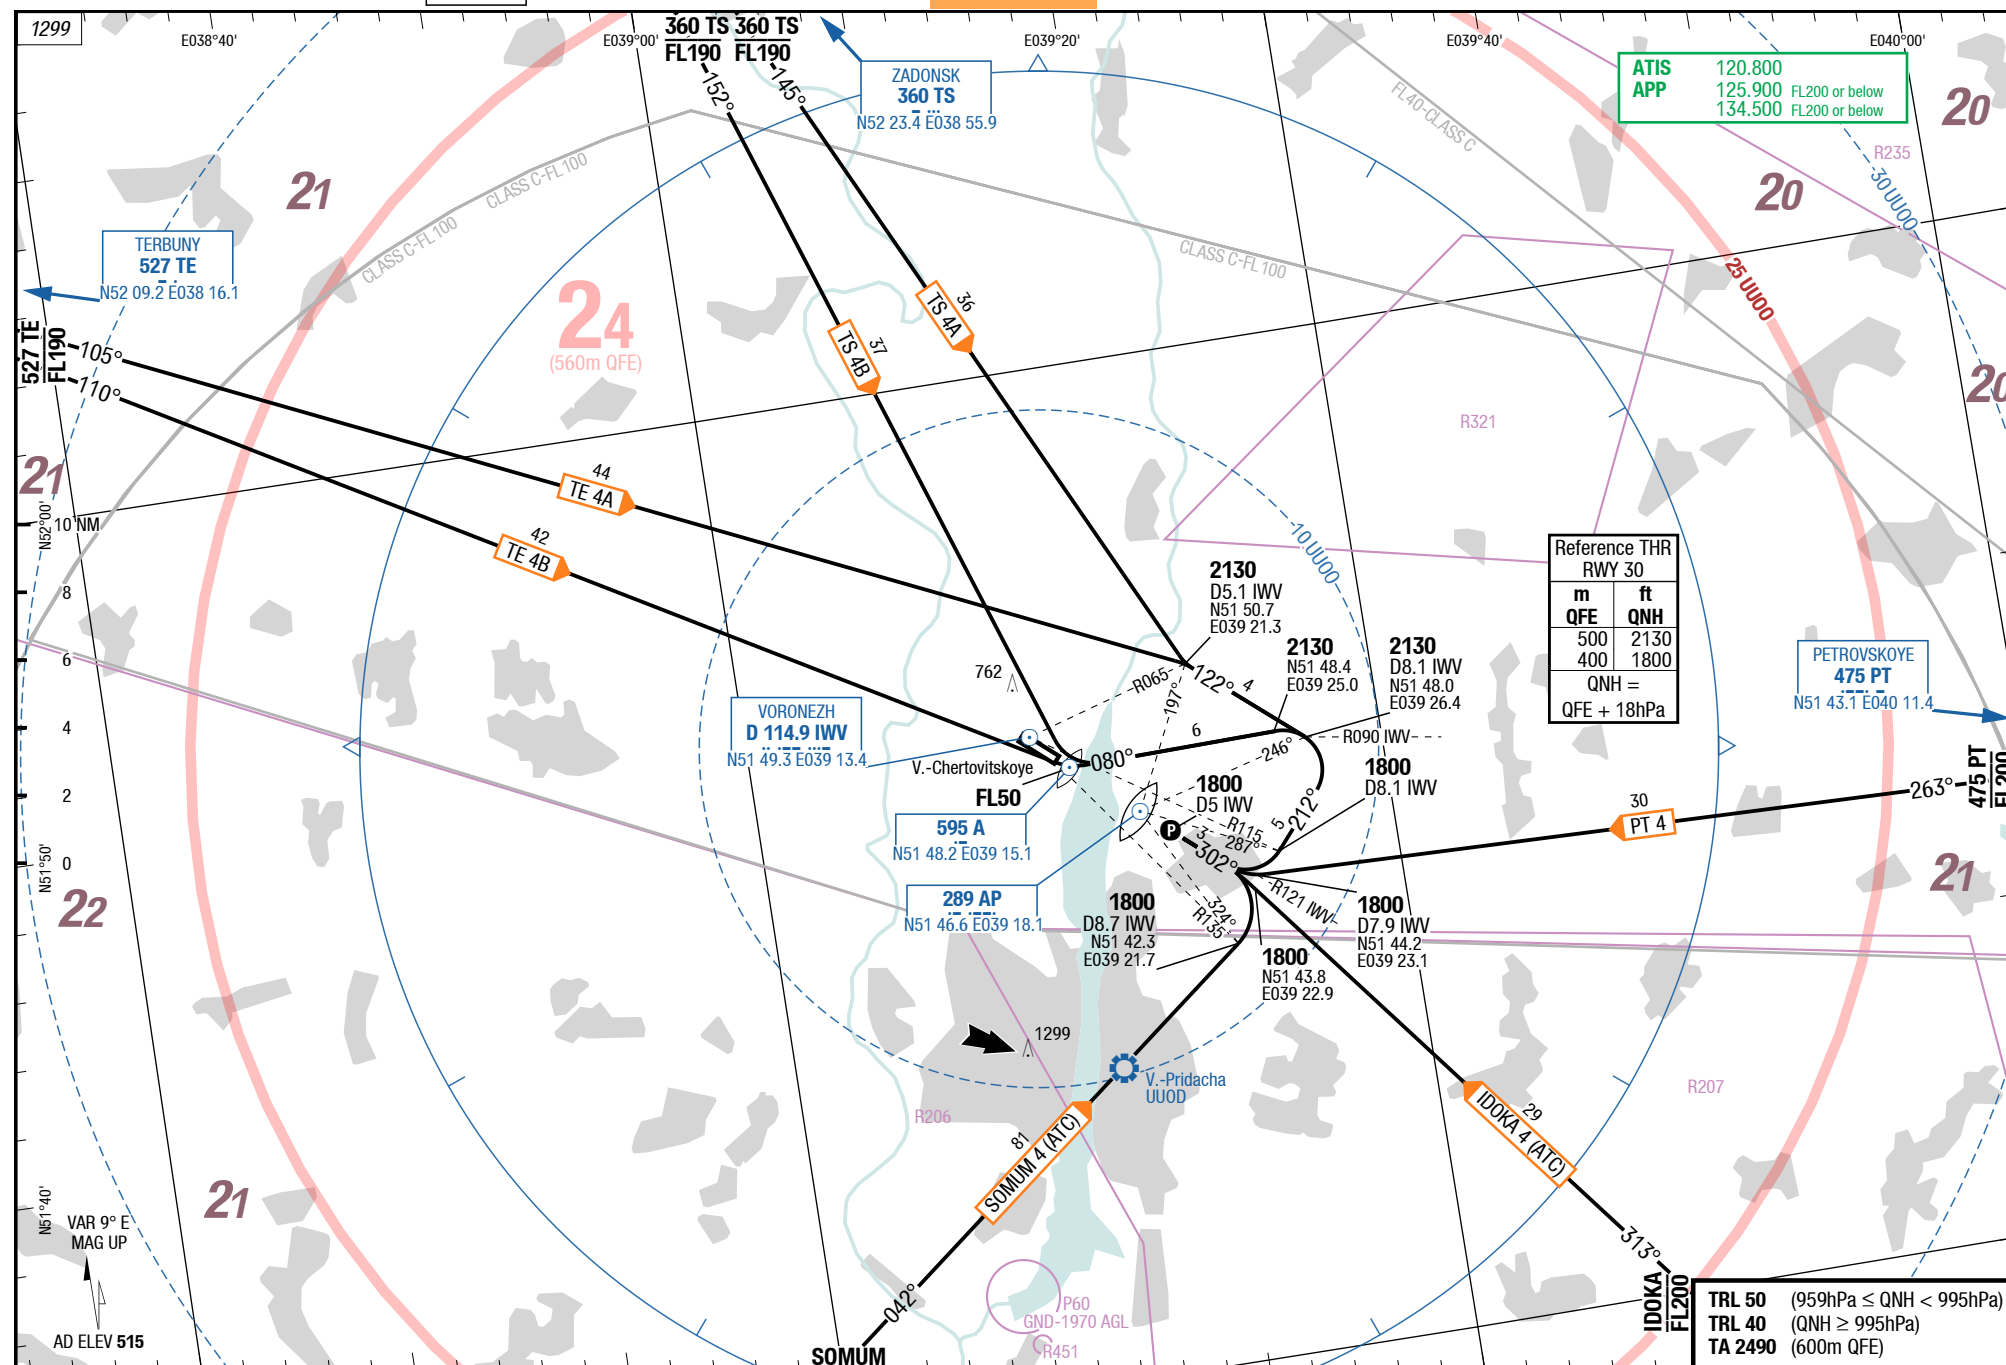 1299
E038°40'
E039°00'
360 TS
FL190
360 TS
FL190
E039°20'
E039°40'
E040°00'
152°
145°
ZADONSK
360 TS
N52 23.4 E038 55.9
ATIS 120.800
APP 125.900 FL200 or below
134.500 FL200 or below
FL40-CLASS C
20
R235
21
20
30 UU00
CLASS C-FL100
CLASS C-FL100
CLASS C-FL100
TERBUNY
527 TE
N52 09.2 E038 16.1
25 UU00
24
(560m QFE)
36
TS 4A
37
TS 4B
527 TE
FL190
105°
110°
20
R321
21
44
TE 4A
42
TE 4B
N52°00'
10 NM
10 UU00
8
6
4
2
0
N51°50'
2130
D5.1 IWV
N51 50.7
E039 21.3
Reference THR
RWY 30
m ft
QFE QNH
500 2130
400 1800
QNH =
QFE + 18hPa
2130
N51 48.4
E039 25.0
2130
D8.1 IWV
N51 48.0
E039 26.4
PETROVSKOYE
475 PT
N51 43.1 E040 11.4
762
R065
197°
122°
4
VORONEZH
D 114.9 IWV
N51 49.3 E039 13.4
6
246°
R090 IWV
V.-Chertovitskoye
080°
FL50
1800
D8.1 IWV
1800
D5 IWV
475 PT
FL200
263°
30
PT 4
595 A
N51 48.2 E039 15.1
P
R115
3
287°
5
212°
302°
21
22
289 AP
N51 46.6 E039 18.1
1800
D8.7 IWV
N51 42.3
E039 21.7
324°
R135
R121 IWV
1800
D7.9 IWV
N51 44.2
E039 23.1
1800
N51 43.8
E039 22.9
1299
V.-Pridacha
UUOD
R206
R207
81
SOMUM 4 (ATC)
29
IDOKA 4 (ATC)
21
N51°40'
VAR 9° E
MAG UP
AD ELEV 515
042°
SOMUM
P60
GND-1970 AGL
R451
313°
IDOKA
FL200
TRL 50 (959hPa ≤ QNH < 995hPa)
TRL 40 (QNH ≥ 995hPa)
TA 2490 (600m QFE)